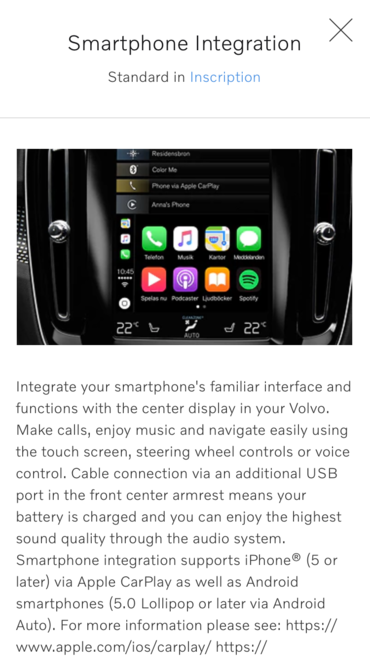 Smartphone Integration
Standard in Inscription
Residensbron
Color Me
Phone via Apple CarPlay
Anna's Phone
Telefon Musik Kartor Meddelanden
10:45
Spelas nu Podcaster Ljudböcker Spotify
22° 22°
AUTO
Integrate your smartphone's familiar interface and
functions with the center display in your Volvo.
Make calls, enjoy music and navigate easily using
the touch screen, steering wheel controls or voice
control. Cable connection via an additional USB
port in the front center armrest means your
battery is charged and you can enjoy the highest
sound quality through the audio system.
Smartphone integration supports iPhone® (5 or
later) via Apple CarPlay as well as Android
smartphones (5.0 Lollipop or later via Android
Auto). For more information please see: https://
www.apple.com/ios/carplay/ https://